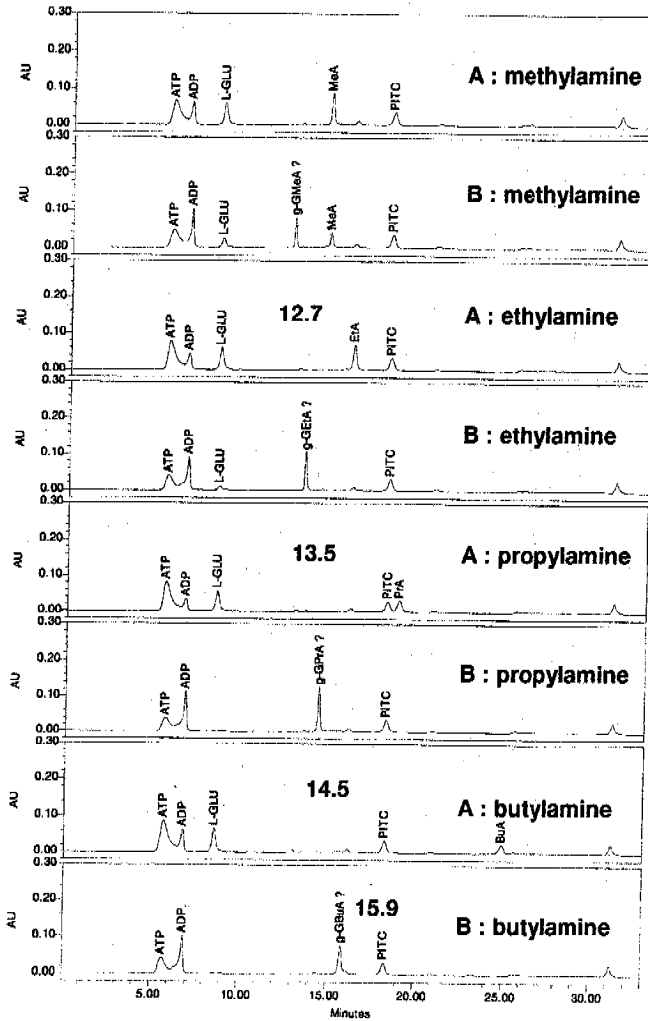 0.30
AU
0.20
0.10
0.00
ATP
ADP
L-GLU
MeA
PITC
A : methylamine
0.30
AU
0.20
0.10
0.00
ATP
ADP
L-GLU
g-GMeA ?
MeA
PITC
B : methylamine
0.30
AU
0.20
0.10
0.00
ATP
ADP
L-GLU
12.7
EtA
PITC
A : ethylamine
0.30
AU
0.20
0.10
0.00
ATP
ADP
L-GLU
g-GEtA ?
PITC
B : ethylamine
0.30
AU
0.20
0.10
0.00
ATP
ADP
L-GLU
13.5
PITC
PrA
A : propylamine
0.30
AU
0.20
0.10
0.00
ATP
ADP
g-GPrA ?
PITC
B : propylamine
0.30
AU
0.20
0.10
0.00
ATP
ADP
L-GLU
14.5
PITC
BuA
A : butylamine
0.30
AU
0.20
0.10
0.00
ATP
ADP
g-GBuA ?
15.9
PITC
B : butylamine
5.00 10.00 15.00 20.00 25.00 30.00
Minutes